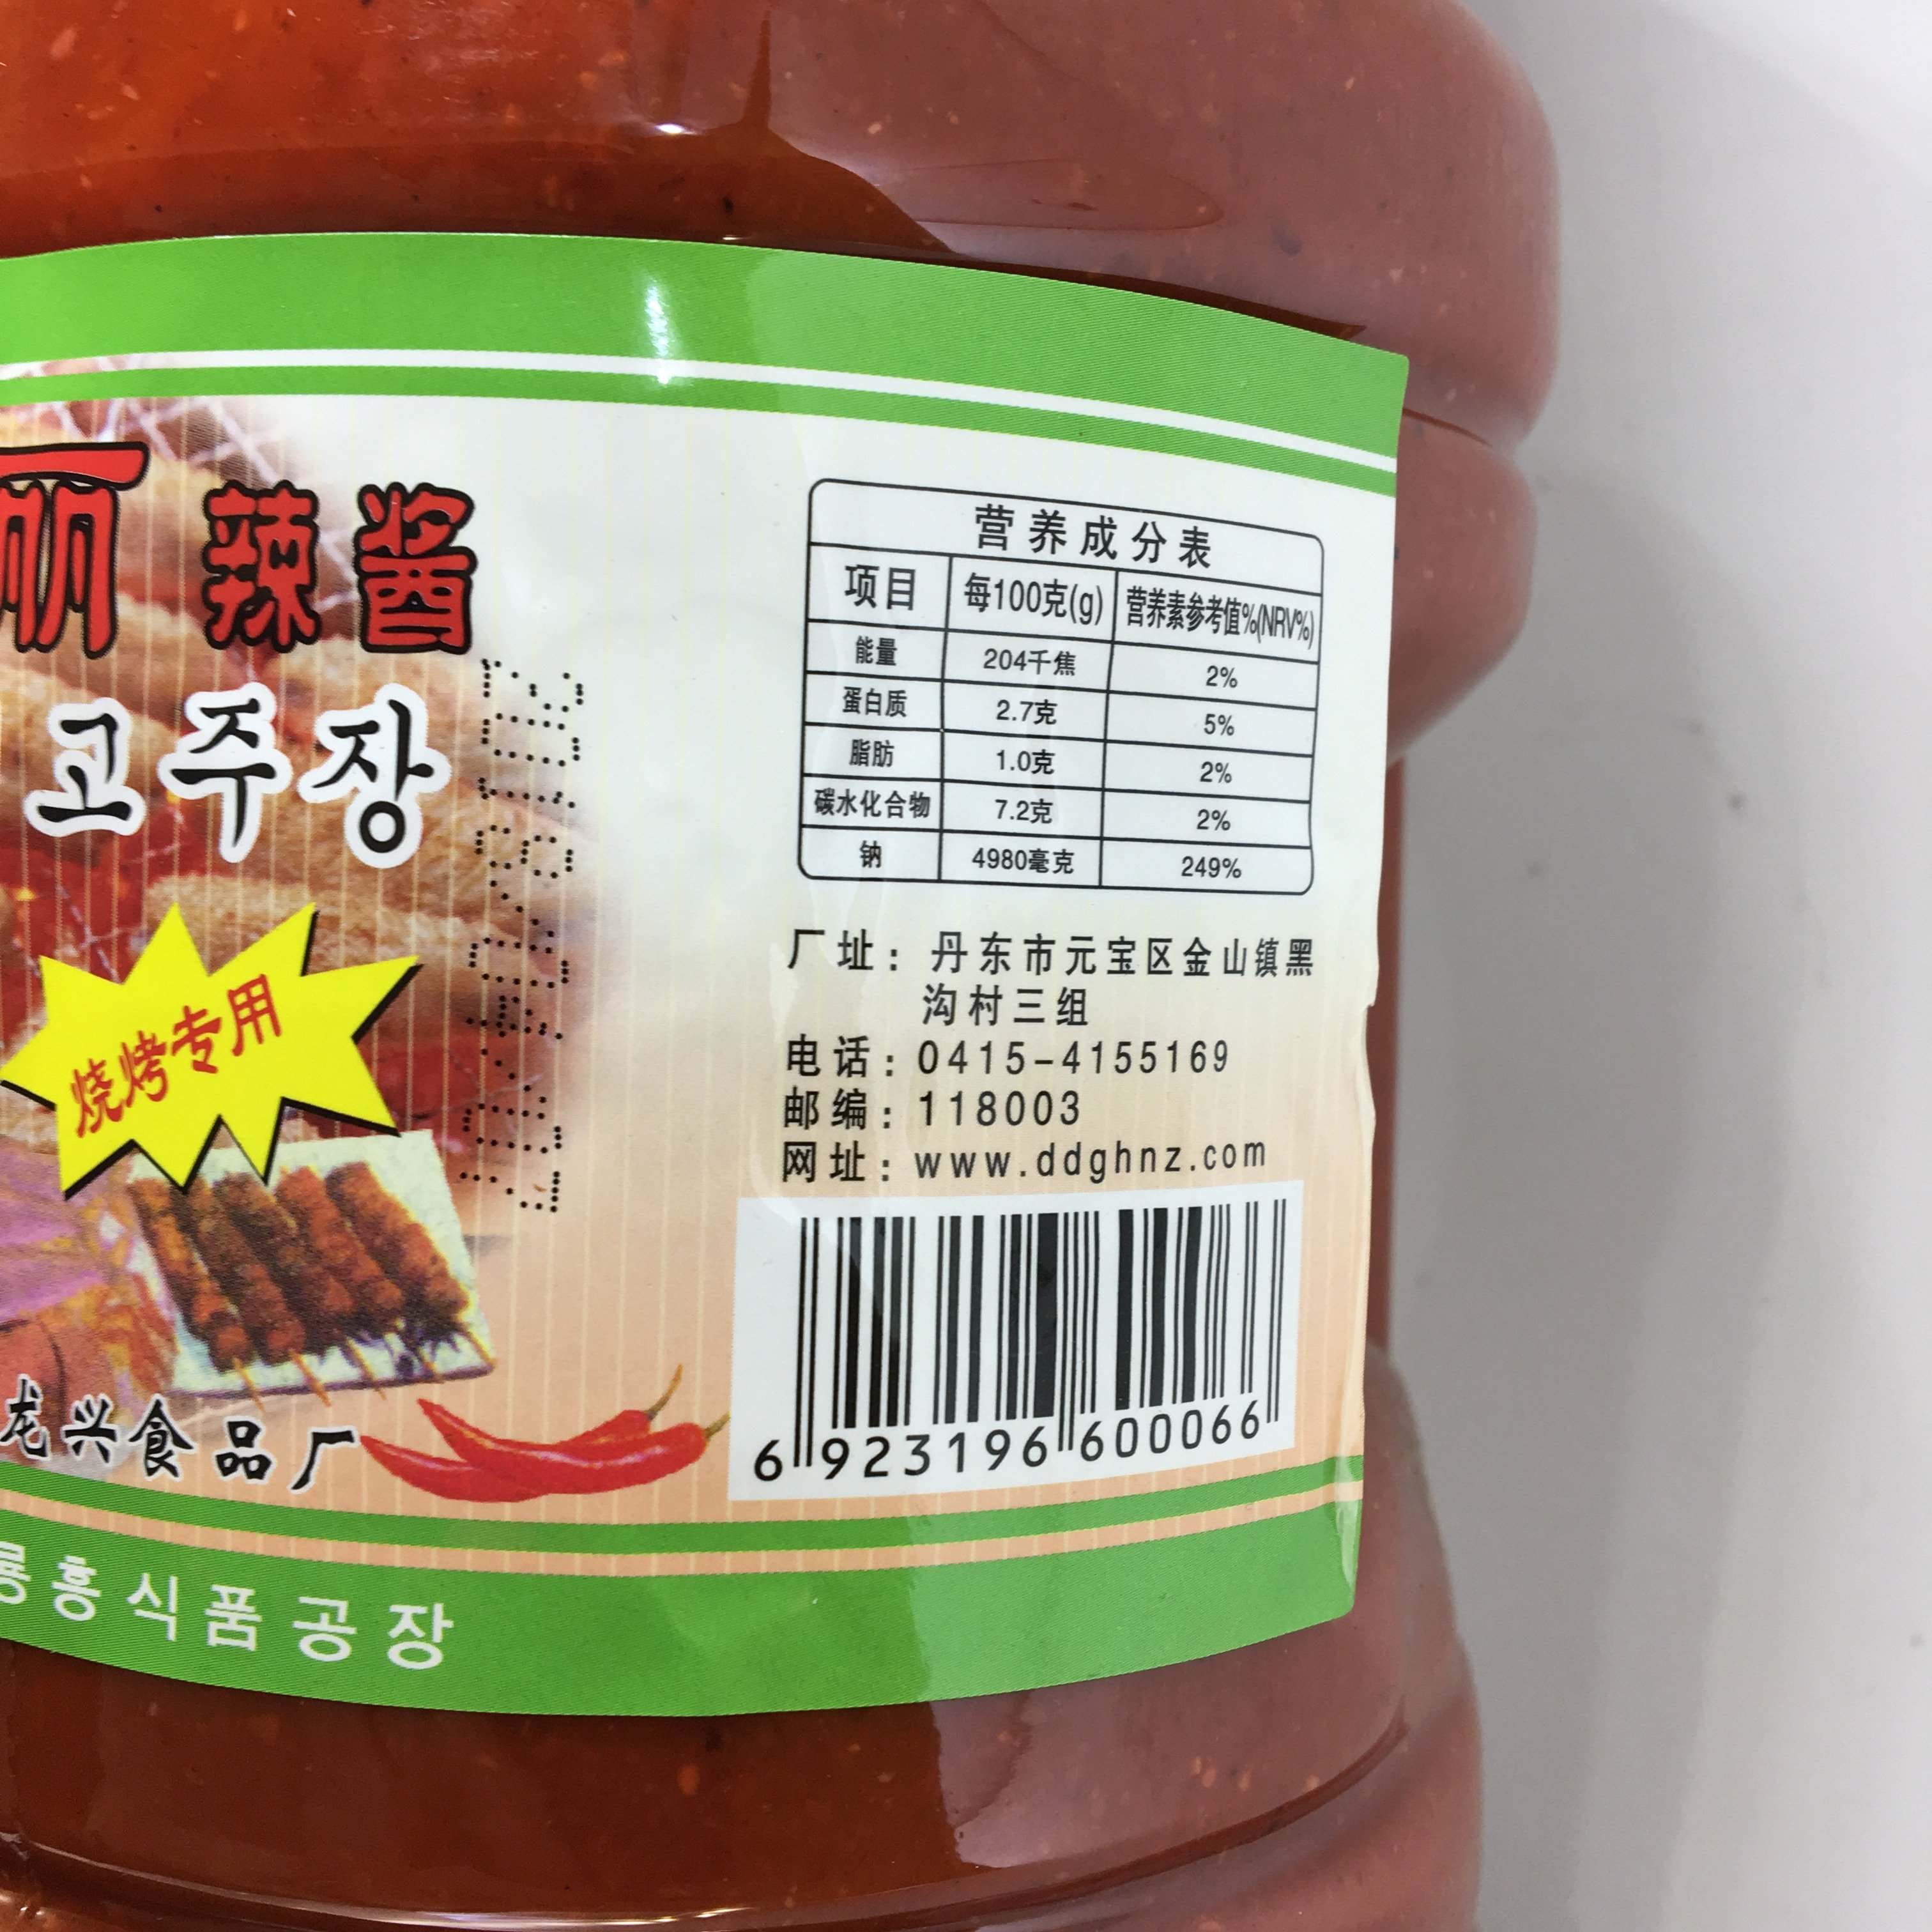 丽 辣酱
고주장
烧烤专用
龙兴食品厂
흥식품공장
营养成分表
项目 每100克(g) 营养素参考值%(NRV%)
能量 204千焦 2%
蛋白质 2.7克 5%
脂肪 1.0克 2%
碳水化合物 7.2克 2%
钠 4980毫克 249%
厂址：丹东市元宝区金山镇黑
沟村三组
电话：0415-4155169
邮编：118003
网址：www.ddghnz.com
6 923196 600066